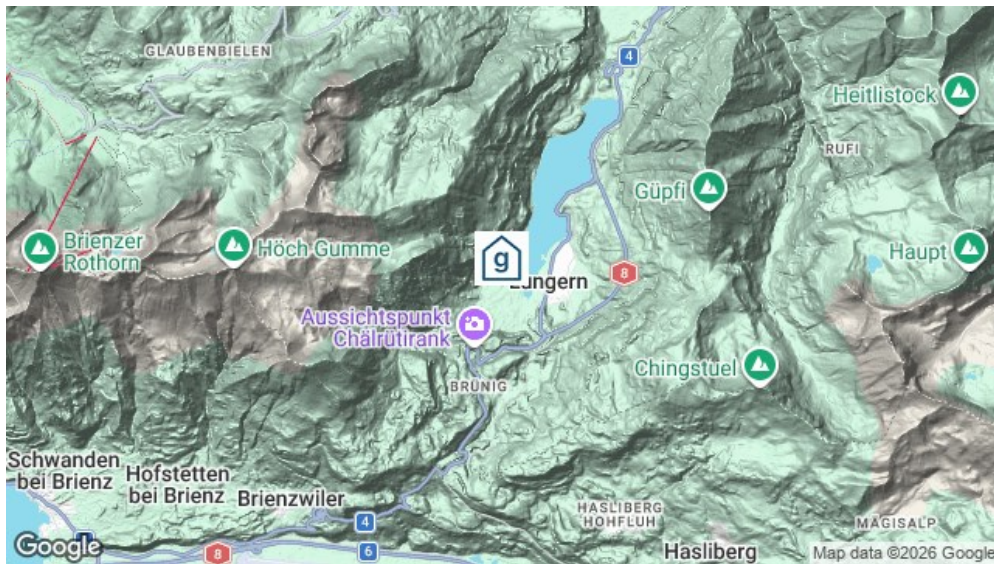 GLAUBENBIELEN
4
Heitlistock
RUFI
Güpfi
Brienzer
Rothorn
Höch Gumme
Haupt
g
Lungern
8
Aussichtspunkt
Chälrütirank
Chingstuel
BRÜNIG
Schwanden
bei Brienz
Hofstetten
bei Brienz
Brienzwiler
4
HASLIBERG
HOHFLUH
MÄGISALP
Google
8
6
Hasliberg
Map data ©2026 Google